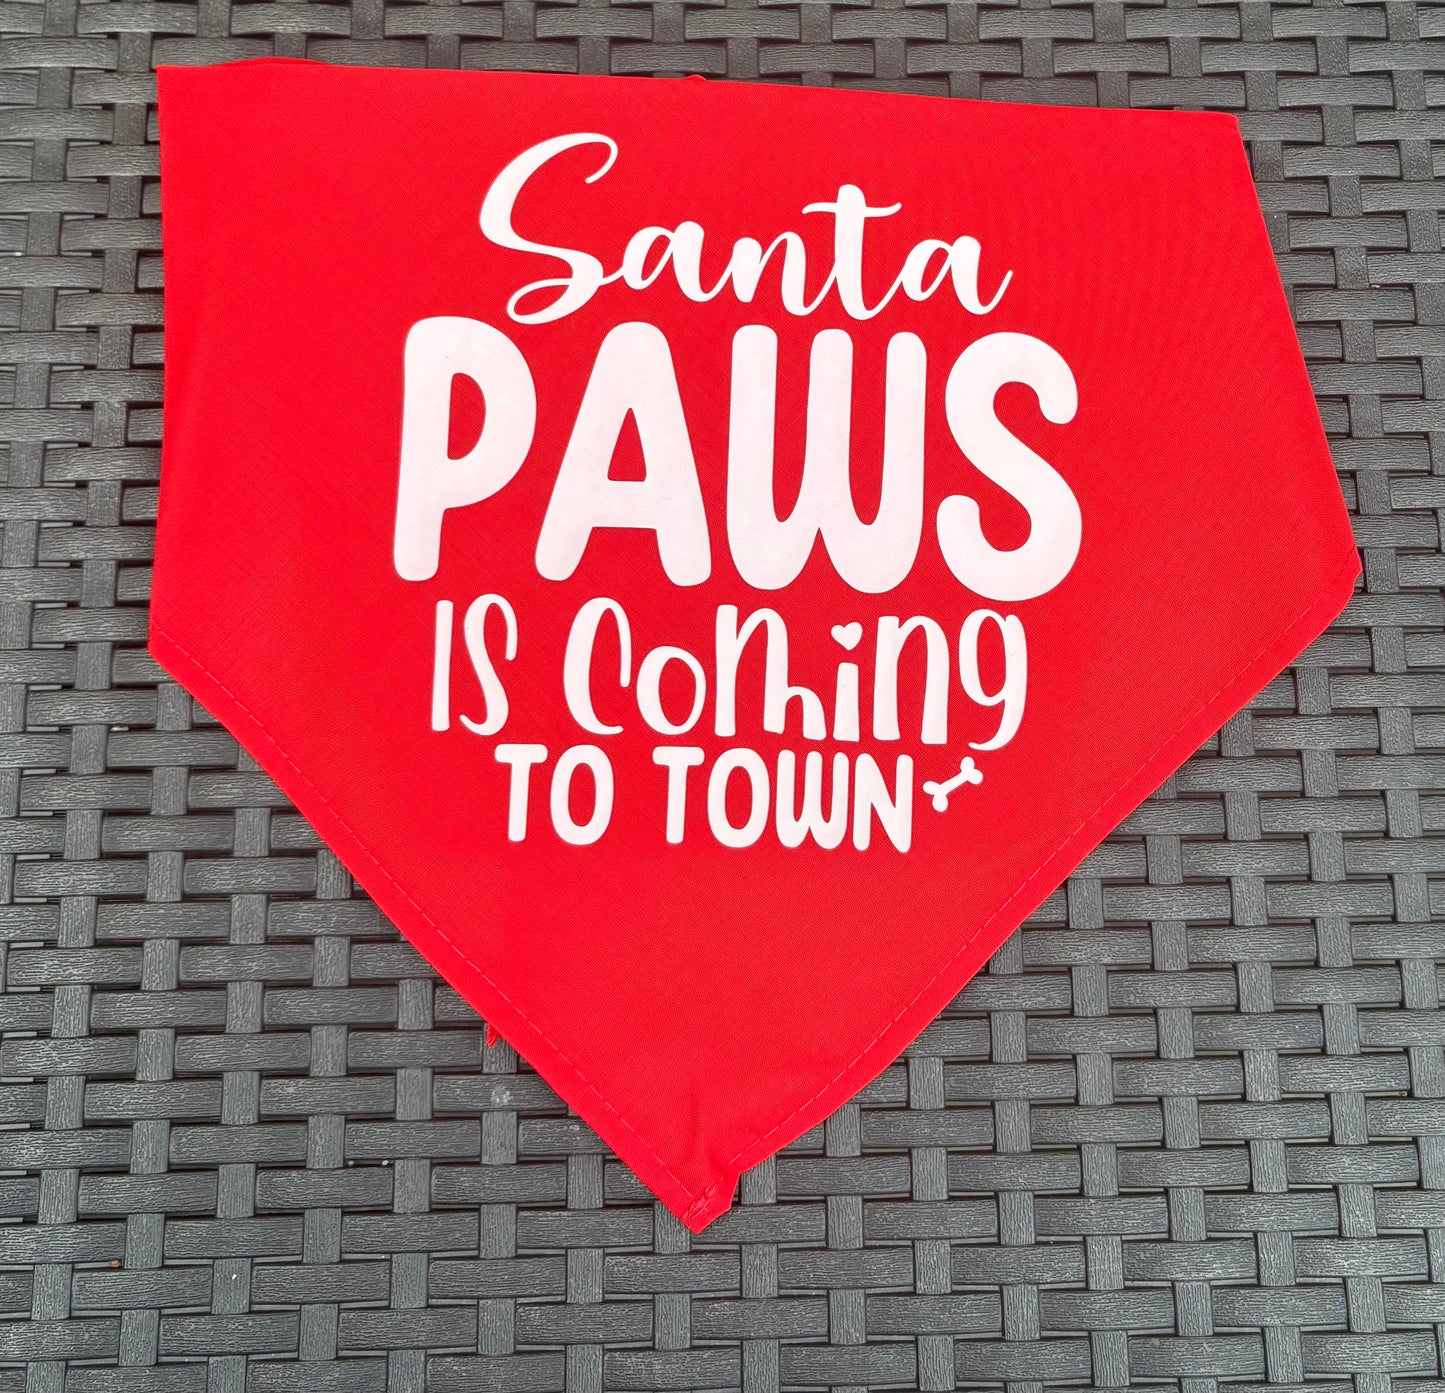 Santa
PAWS
IS Coming
TO TOWN